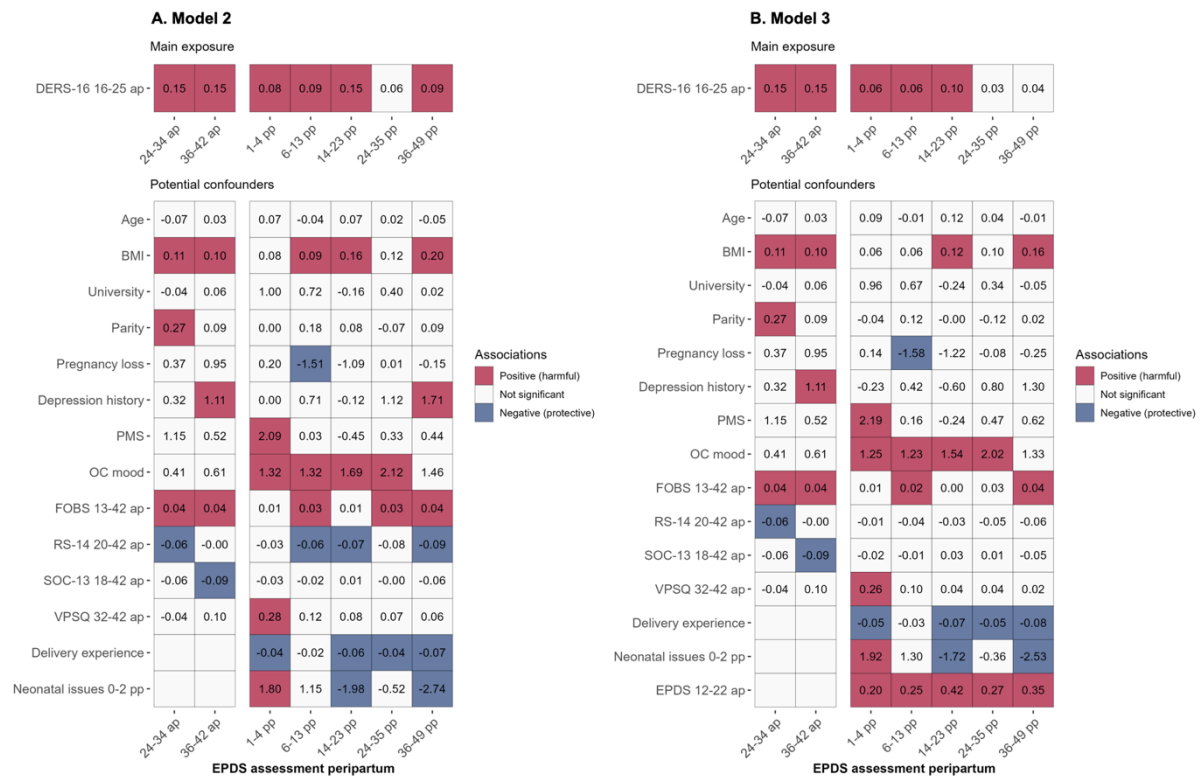 A. Model 2
Main exposure
DERS-16 16-25 ap 0.15 0.15 0.08 0.09 0.15 0.06 0.09
24-34 ap 36-42 ap 1-4 pp 6-13 pp 14-23 pp 24-35 pp 36-49 pp
Potential confounders
Age -0.07 0.03 0.07 -0.04 0.07 0.02 -0.05
BMI 0.11 0.10 0.08 0.09 0.16 0.12 0.20
University -0.04 0.06 1.00 0.72 -0.16 0.40 0.02
Parity 0.27 0.09 0.00 0.18 0.08 -0.07 0.09
Pregnancy loss 0.37 0.95 0.20 -1.51 -1.09 0.01 -0.15
Depression history 0.32 1.11 0.00 0.71 -0.12 1.12 1.71
PMS 1.15 0.52 2.09 0.03 -0.45 0.33 0.44
OC mood 0.41 0.61 1.32 1.32 1.69 2.12 1.46
FOBS 13-42 ap 0.04 0.04 0.01 0.03 0.01 0.03 0.04
RS-14 20-42 ap -0.06 -0.00 -0.03 -0.06 -0.07 -0.08 -0.09
SOC-13 18-42 ap -0.06 -0.09 -0.03 -0.02 0.01 -0.00 -0.06
VPSQ 32-42 ap -0.04 0.10 0.28 0.12 0.08 0.07 0.06
Delivery experience -0.04 -0.02 -0.06 -0.04 -0.07
Neonatal issues 0-2 pp 1.80 1.15 -1.98 -0.52 -2.74
24-34 ap 36-42 ap 1-4 pp 6-13 pp 14-23 pp 24-35 pp 36-49 pp
EPDS assessment peripartum
Associations
Positive (harmful)
Not significant
Negative (protective)
B. Model 3
Main exposure
DERS-16 16-25 ap 0.15 0.15 0.06 0.06 0.10 0.03 0.04
24-34 ap 36-42 ap 1-4 pp 6-13 pp 14-23 pp 24-35 pp 36-49 pp
Potential confounders
Age -0.07 0.03 0.09 -0.01 0.12 0.04 -0.01
BMI 0.11 0.10 0.06 0.06 0.12 0.10 0.16
University -0.04 0.06 0.96 0.67 -0.24 0.34 -0.05
Parity 0.27 0.09 -0.04 0.12 -0.00 -0.12 0.02
Pregnancy loss 0.37 0.95 0.14 -1.58 -1.22 -0.08 -0.25
Depression history 0.32 1.11 -0.23 0.42 -0.60 0.80 1.30
PMS 1.15 0.52 2.19 0.16 -0.24 0.47 0.62
OC mood 0.41 0.61 1.25 1.23 1.54 2.02 1.33
FOBS 13-42 ap 0.04 0.04 0.01 0.02 0.00 0.03 0.04
RS-14 20-42 ap -0.06 -0.00 -0.01 -0.04 -0.03 -0.05 -0.06
SOC-13 18-42 ap -0.06 -0.09 -0.02 -0.01 0.03 0.01 -0.05
VPSQ 32-42 ap -0.04 0.10 0.26 0.10 0.04 0.04 0.02
Delivery experience -0.05 -0.03 -0.07 -0.05 -0.08
Neonatal issues 0-2 pp 1.92 1.30 -1.72 -0.36 -2.53
EPDS 12-22 ap 0.20 0.25 0.42 0.27 0.35
24-34 ap 36-42 ap 1-4 pp 6-13 pp 14-23 pp 24-35 pp 36-49 pp
EPDS assessment peripartum
Associations
Positive (harmful)
Not significant
Negative (protective)